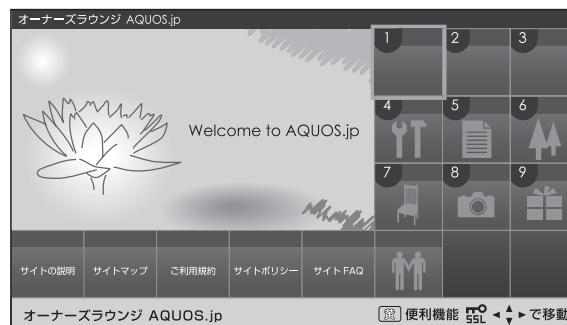 オーナーズラウンジ AQUOS.jp
1 2 3
Welcome to AQUOS.jp
4 5 6
7 8 9
サイトの説明 サイトマップ ご利用規約 サイトポリシー サイト FAQ
オーナーズラウンジ AQUOS.jp 便利機能 SSL で移動